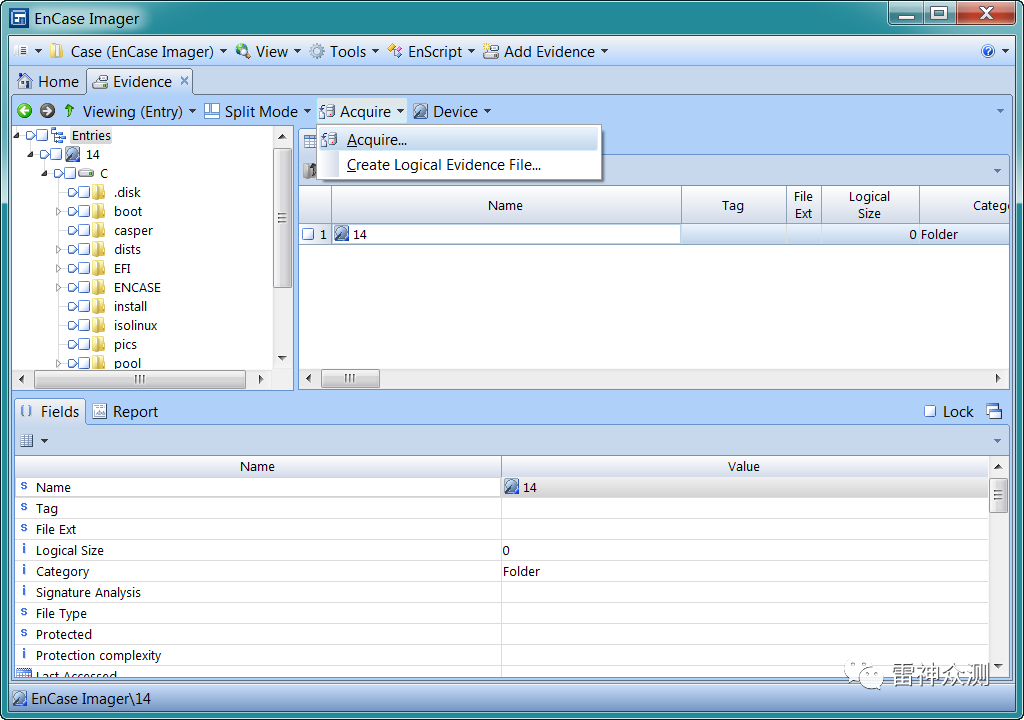 EnCase Imager
Case (EnCase Imager) View Tools EnScript Add Evidence
Home Evidence
Viewing (Entry) Split Mode Acquire Device
Acquire...
Create Logical Evidence File...
Entries
14
C
.disk
boot
casper
dists
EFI
ENCASE
install
isolinux
pics
pool
Name Tag File Ext Logical Size Categ
1 14 0 Folder
Fields Report Lock
Name Value
Name 14
Tag
File Ext
Logical Size 0
Category Folder
Signature Analysis
File Type
Protected
Protection complexity
Last Accessed
雷神众测
EnCase Imager\14